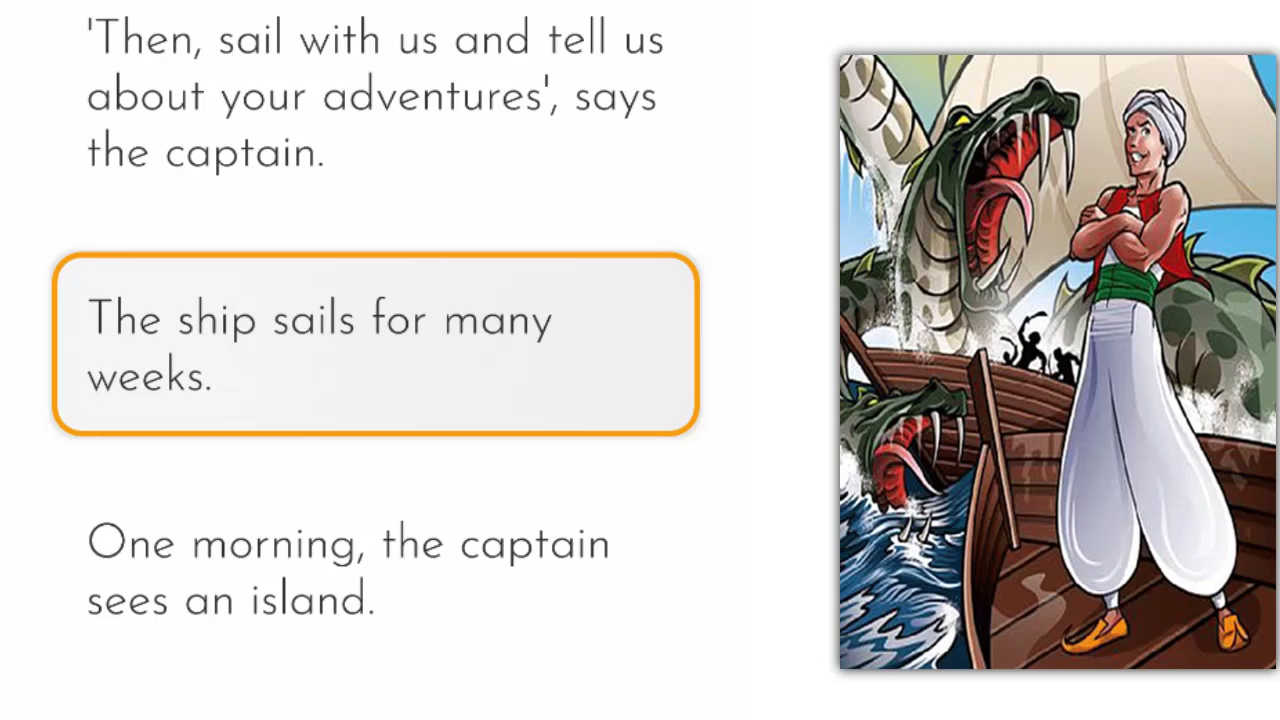 'Then, sail with us and tell us
about your adventures', says
the captain.
The ship sails for many
weeks.
One morning, the captain
sees an island.